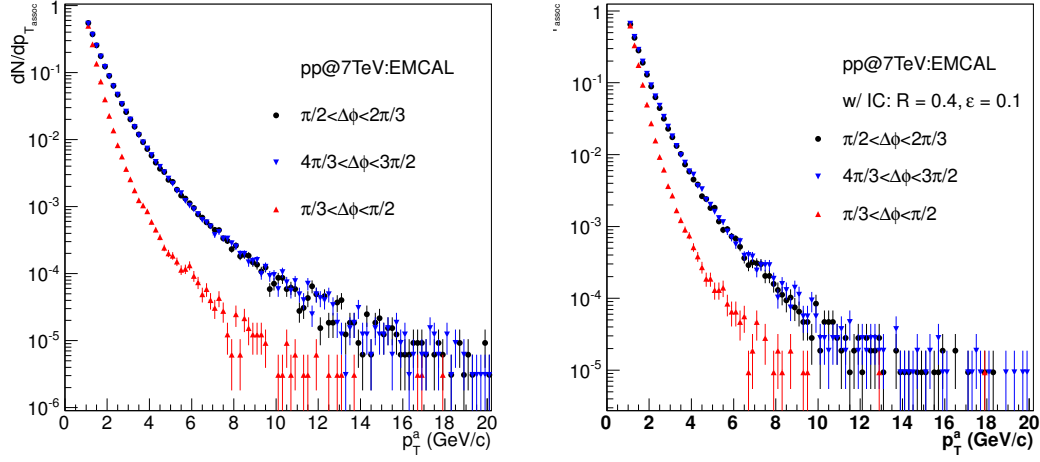 dN/dp_T_assoc
1
10^-1
10^-2
10^-3
10^-4
10^-5
10^-6
pp@7TeV:EMCAL
π/2<Δϕ<2π/3
4π/3<Δϕ<3π/2
π/3<Δϕ<π/2
0 2 4 6 8 10 12 14 16 18 20
p_T^a (GeV/c)
' assoc
1
10^-1
10^-2
10^-3
10^-4
10^-5
pp@7TeV:EMCAL
w/ IC: R = 0.4, ε = 0.1
π/2<Δϕ<2π/3
4π/3<Δϕ<3π/2
π/3<Δϕ<π/2
0 2 4 6 8 10 12 14 16 18 20
p_T^a (GeV/c)